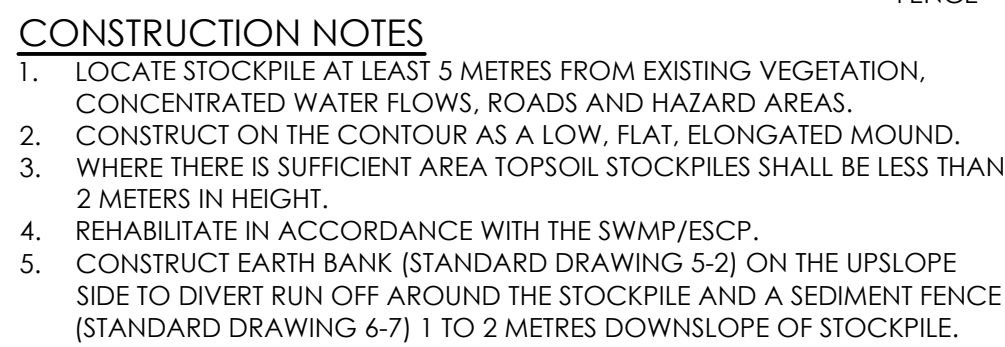 FENCE
CONSTRUCTION NOTES
1. LOCATE STOCKPILE AT LEAST 5 METRES FROM EXISTING VEGETATION,
CONCENTRATED WATER FLOWS, ROADS AND HAZARD AREAS.
2. CONSTRUCT ON THE CONTOUR AS A LOW, FLAT, ELONGATED MOUND.
3. WHERE THERE IS SUFFICIENT AREA TOPSOIL STOCKPILES SHALL BE LESS THAN
2 METERS IN HEIGHT.
4. REHABILITATE IN ACCORDANCE WITH THE SWMP/ESCP.
5. CONSTRUCT EARTH BANK (STANDARD DRAWING 5-2) ON THE UPSLOPE
SIDE TO DIVERT RUN OFF AROUND THE STOCKPILE AND A SEDIMENT FENCE
(STANDARD DRAWING 6-7) 1 TO 2 METRES DOWNSLOPE OF STOCKPILE.